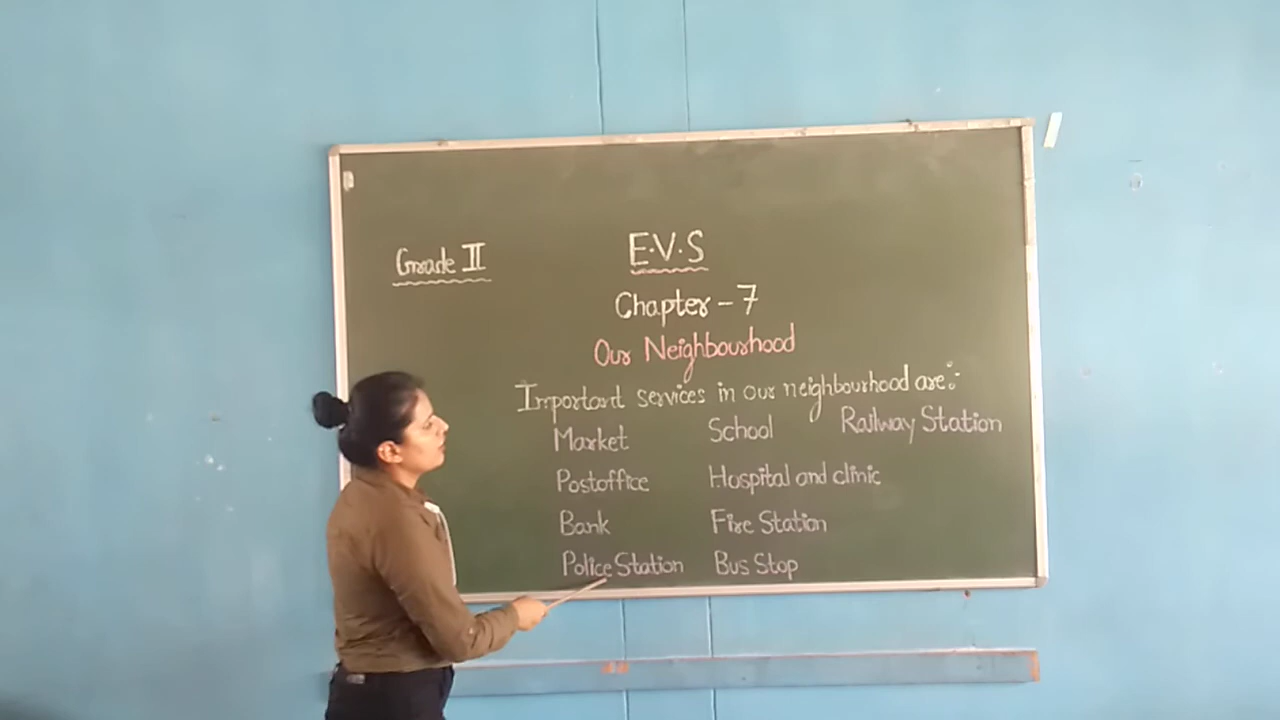 Grade II
E.V.S
Chapter - 7
Our Neighbourhood
Important services in our neighbourhood are:-
Market School Railway Station
Postoffice Hospital and clinic
Bank Fire Station
Police Station Bus Stop